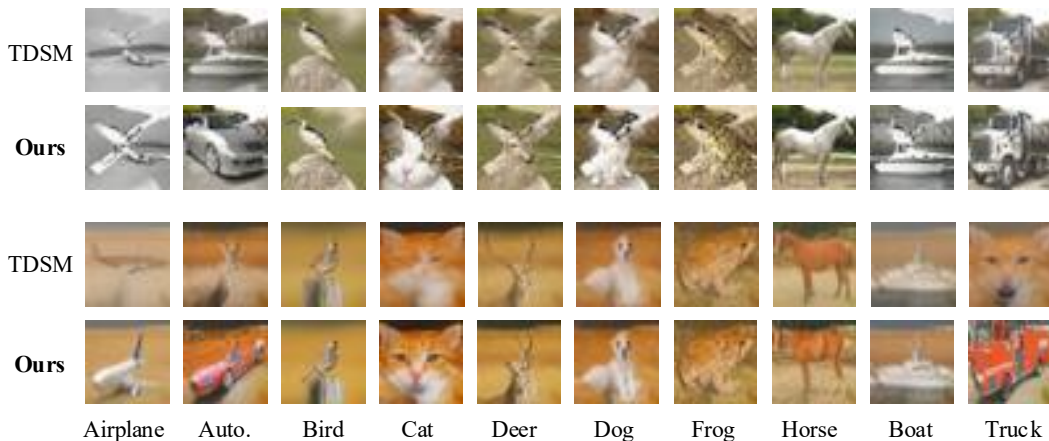 TDSM
Ours
TDSM
Ours
Airplane Auto. Bird Cat Deer Dog Frog Horse Boat Truck